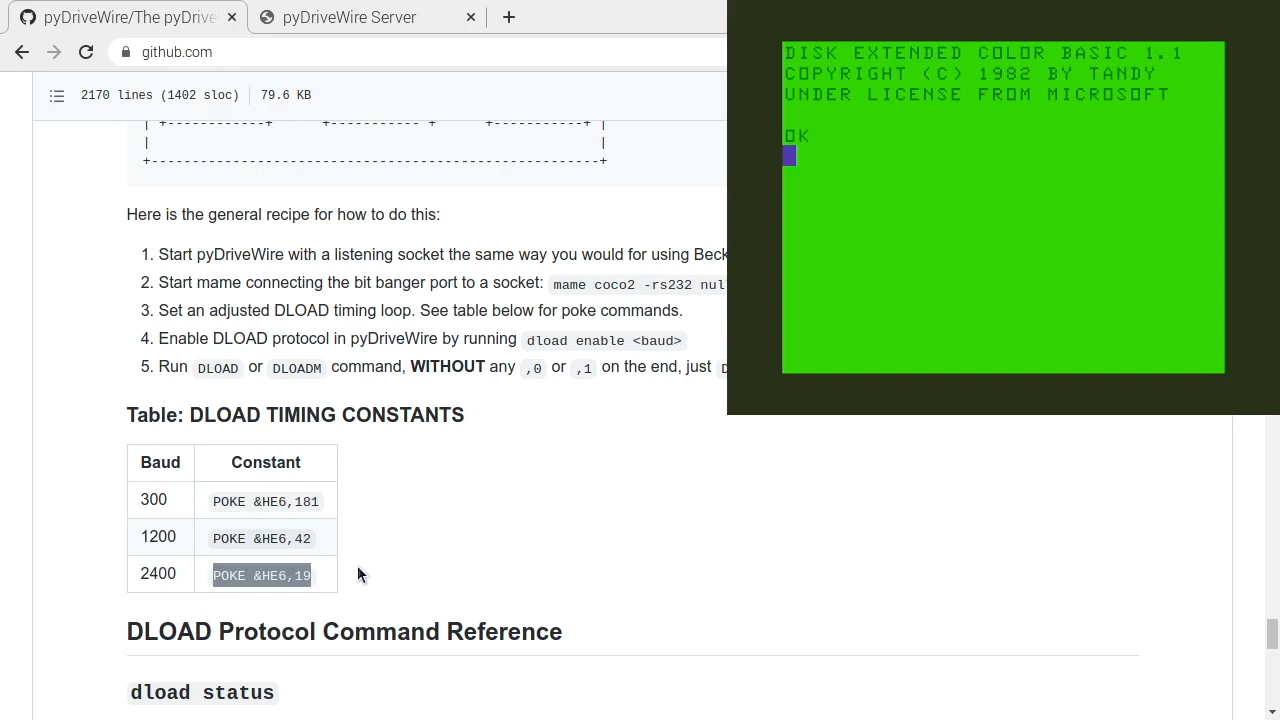 pyDriveWire/The pyDrive
pyDriveWire Server
github.com
2170 lines (1402 sloc)
79.6 KB
| +------------+ +----------- + +-----------+ |
| |
+---------------------------------------------------------+
Here is the general recipe for how to do this:
1. Start pyDriveWire with a listening socket the same way you would for using Beck
2. Start mame connecting the bit banger port to a socket: mame coco2 -rs232 nul
3. Set an adjusted DLOAD timing loop. See table below for poke commands.
4. Enable DLOAD protocol in pyDriveWire by running dload enable <baud>
5. Run DLOAD or DLOADM command, WITHOUT any ,0 or ,1 on the end, just D
Table: DLOAD TIMING CONSTANTS
Baud Constant
300 POKE &HE6,181
1200 POKE &HE6,42
2400 POKE &HE6,19
DLOAD Protocol Command Reference
dload status
DISK EXTENDED COLOR BASIC 1.1
COPYRIGHT (C) 1982 BY TANDY
UNDER LICENSE FROM MICROSOFT
OK